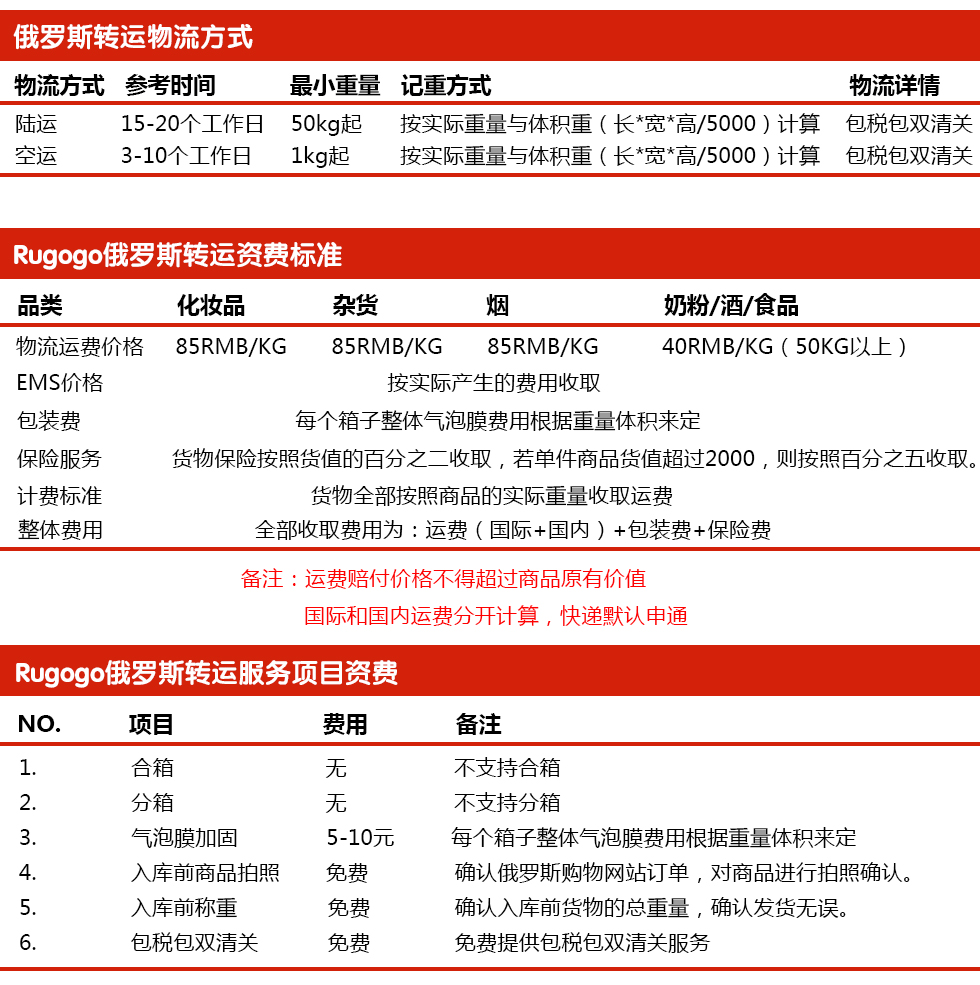 俄罗斯转运物流方式
物流方式 参考时间 最小重量 记重方式 物流详情
陆运 15-20个工作日 50kg起 按实际重量与体积重（长*宽*高/5000）计算 包税包双清关
空运 3-10个工作日 1kg起 按实际重量与体积重（长*宽*高/5000）计算 包税包双清关
Rugogo俄罗斯转运资费标准
品类 化妆品 杂货 烟 奶粉/酒/食品
物流运费价格 85RMB/KG 85RMB/KG 85RMB/KG 40RMB/KG（50KG以上）
EMS价格 按实际产生的费用收取
包装费 每个箱子整体气泡膜费用根据重量体积来定
保险服务 货物保险按照货值的百分之二收取，若单件商品货值超过2000，则按照百分之五收取。
计费标准 货物全部按照商品的实际重量收取运费
整体费用 全部收取费用为：运费（国际+国内）+包装费+保险费
备注：运费赔付价格不得超过商品原有价值
国际和国内运费分开计算，快递默认申通
Rugogo俄罗斯转运服务项目资费
NO. 项目 费用 备注
1. 合箱 无 不支持合箱
2. 分箱 无 不支持分箱
3. 气泡膜加固 5-10元 每个箱子整体气泡膜费用根据重量体积来定
4. 入库前商品拍照 免费 确认俄罗斯购物网站订单，对商品进行拍照确认。
5. 入库前称重 免费 确认入库前货物的总重量，确认发货无误。
6. 包税包双清关 免费 免费提供包税包双清关服务